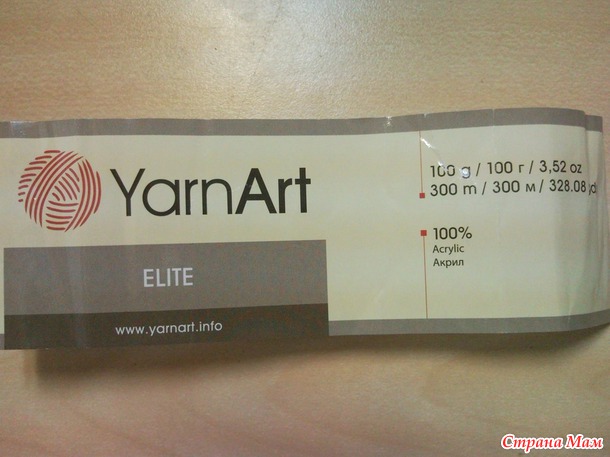 YarnArt
ELITE
www.yarnart.info
100 g / 100 г / 3,52 oz
300 m / 300 м / 328.08 yds
100%
Acrylic
Акрил
Страна Мам